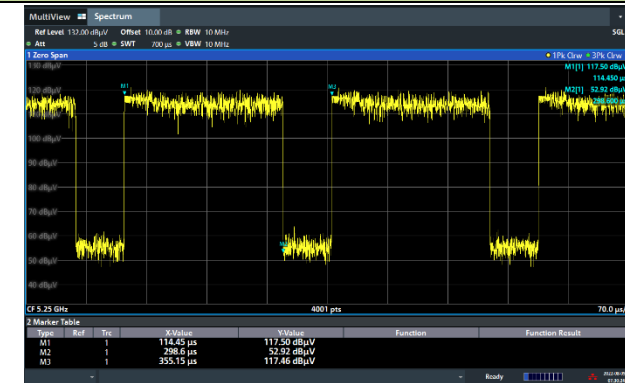 MultiView Spectrum
Ref Level 132.00 dBµV Offset 10.00 dB RBW 10 MHz SGL
Att 5 dB SWT 700 µs VBW 10 MHz
1 Zero Span 1Pk Clrw 3Pk Clrw
130 dBµV M1[1] 117.50 dBµV
114.450 µs
120 dBµV M1 M3 M2[1] 52.92 dBµV
298.600 µs
100 dBµV
90 dBµV
80 dBµV
70 dBµV
60 dBµV
50 dBµV
40 dBµV
CF 5.25 GHz 4001 pts 70.0 µs/
2 Marker Table
Type Ref Trc X-Value Y-Value Function Function Result
M1 1 114.45 µs 117.50 dBµV
M2 1 298.6 µs 52.92 dBµV
M3 1 355.15 µs 117.46 dBµV
Ready